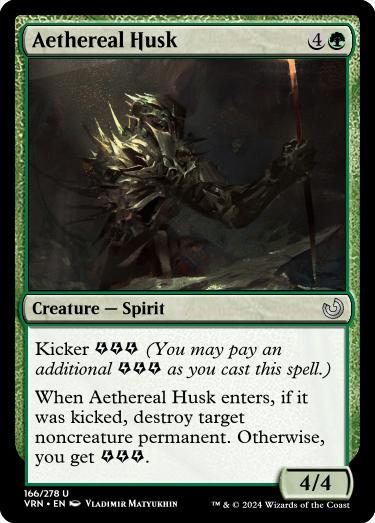 Aethereal Husk 4
Creature — Spirit
Kicker (You may pay an
additional as you cast this spell.)
When Aethereal Husk enters, if it
was kicked, destroy target
noncreature permanent. Otherwise,
you get .
4/4
166/278 U
VRN • EN Vladimir Matyukhin
™ & © 2024 Wizards of the Coast